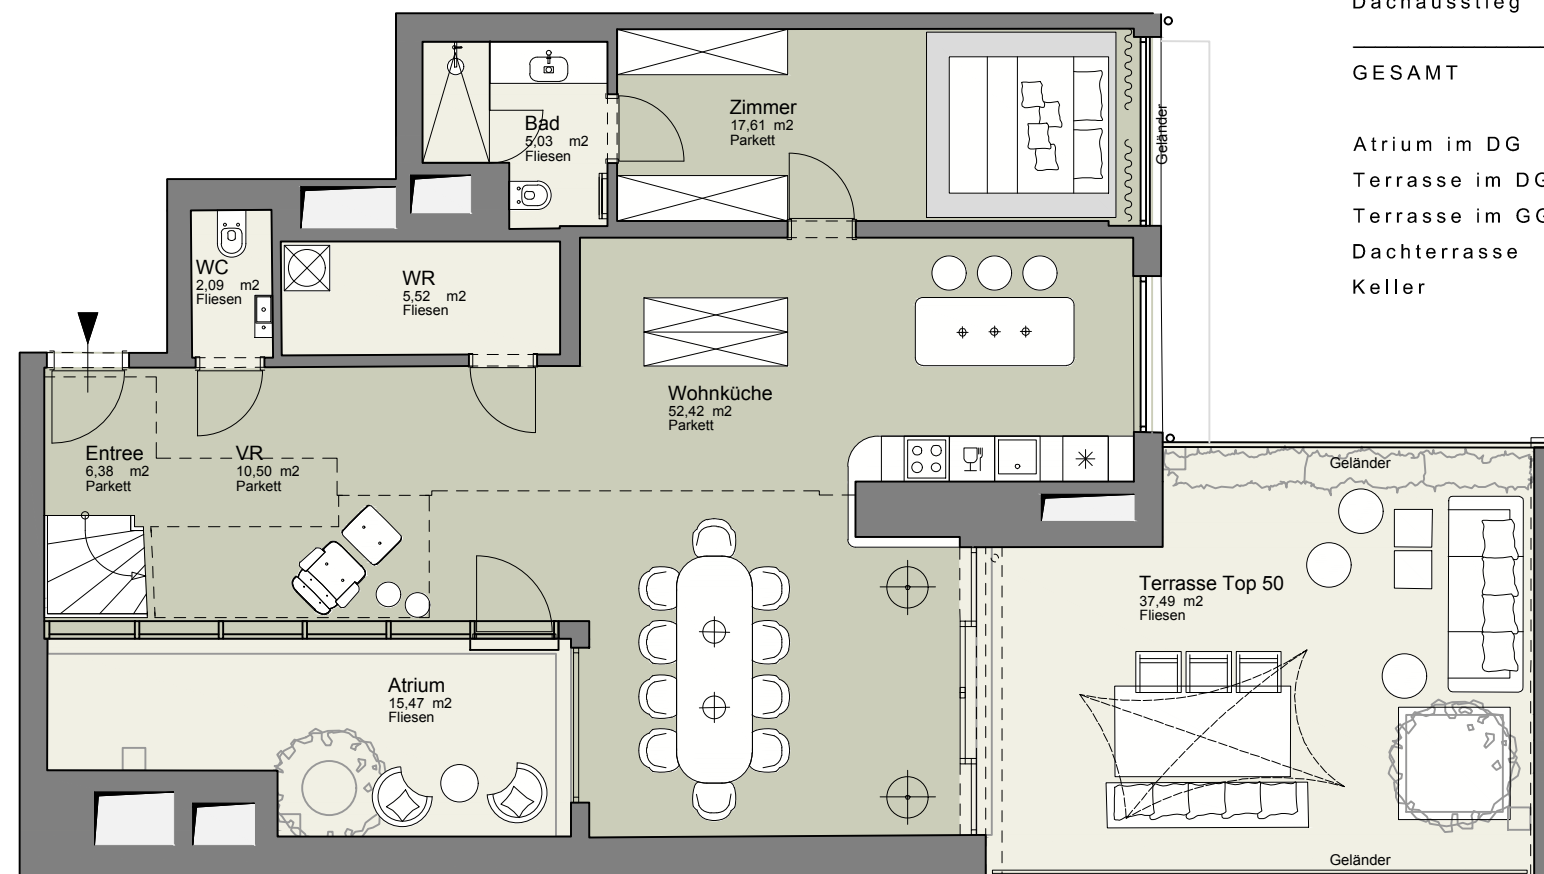 Dachausstieg
GESAMT
Atrium im DG
Terrasse im DG
Terrasse im GG
Dachterrasse
Keller
Bad
5,03 m2
Fliesen
Zimmer
17,61 m2
Parkett
Geländer
WC
2,09 m2
Fliesen
WR
5,52 m2
Fliesen
Wohnküche
52,42 m2
Parkett
Entree
6,38 m2
Parkett
VR
10,50 m2
Parkett
Geländer
Terrasse Top 50
37,49 m2
Fliesen
Atrium
15,47 m2
Fliesen
Geländer